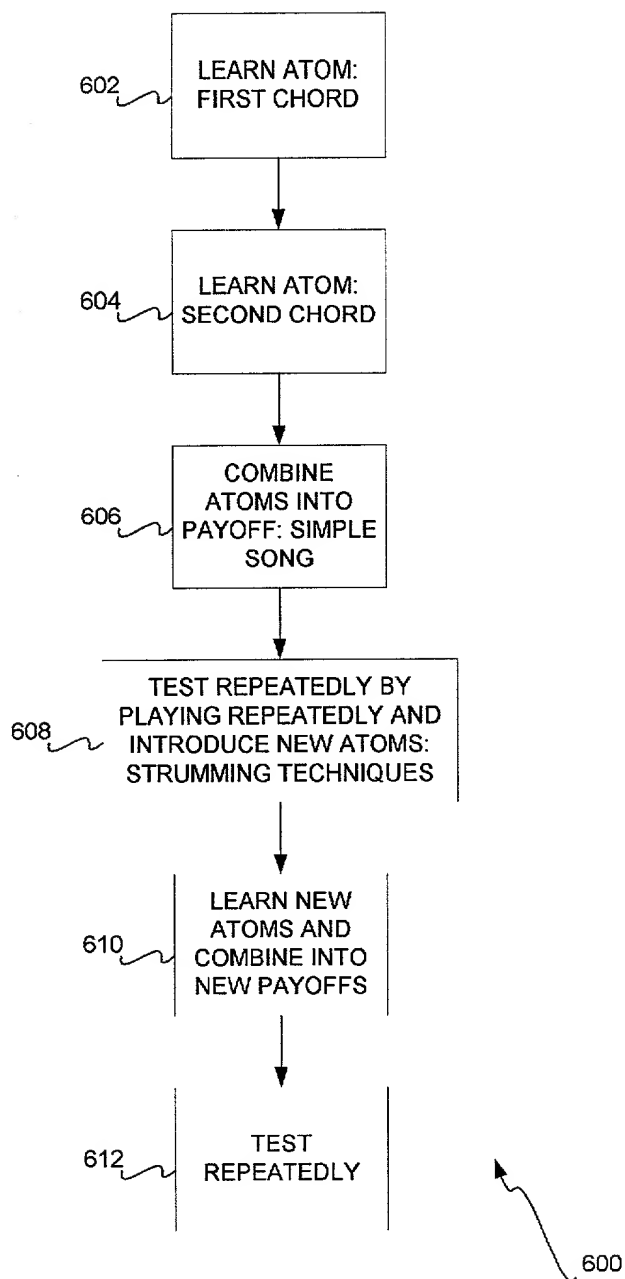 602
LEARN ATOM:
FIRST CHORD
604
LEARN ATOM:
SECOND CHORD
606
COMBINE
ATOMS INTO
PAYOFF: SIMPLE
SONG
608
TEST REPEATEDLY BY
PLAYING REPEATEDLY AND
INTRODUCE NEW ATOMS:
STRUMMING TECHNIQUES
610
LEARN NEW
ATOMS AND
COMBINE INTO
NEW PAYOFFS
612
TEST
REPEATEDLY
600